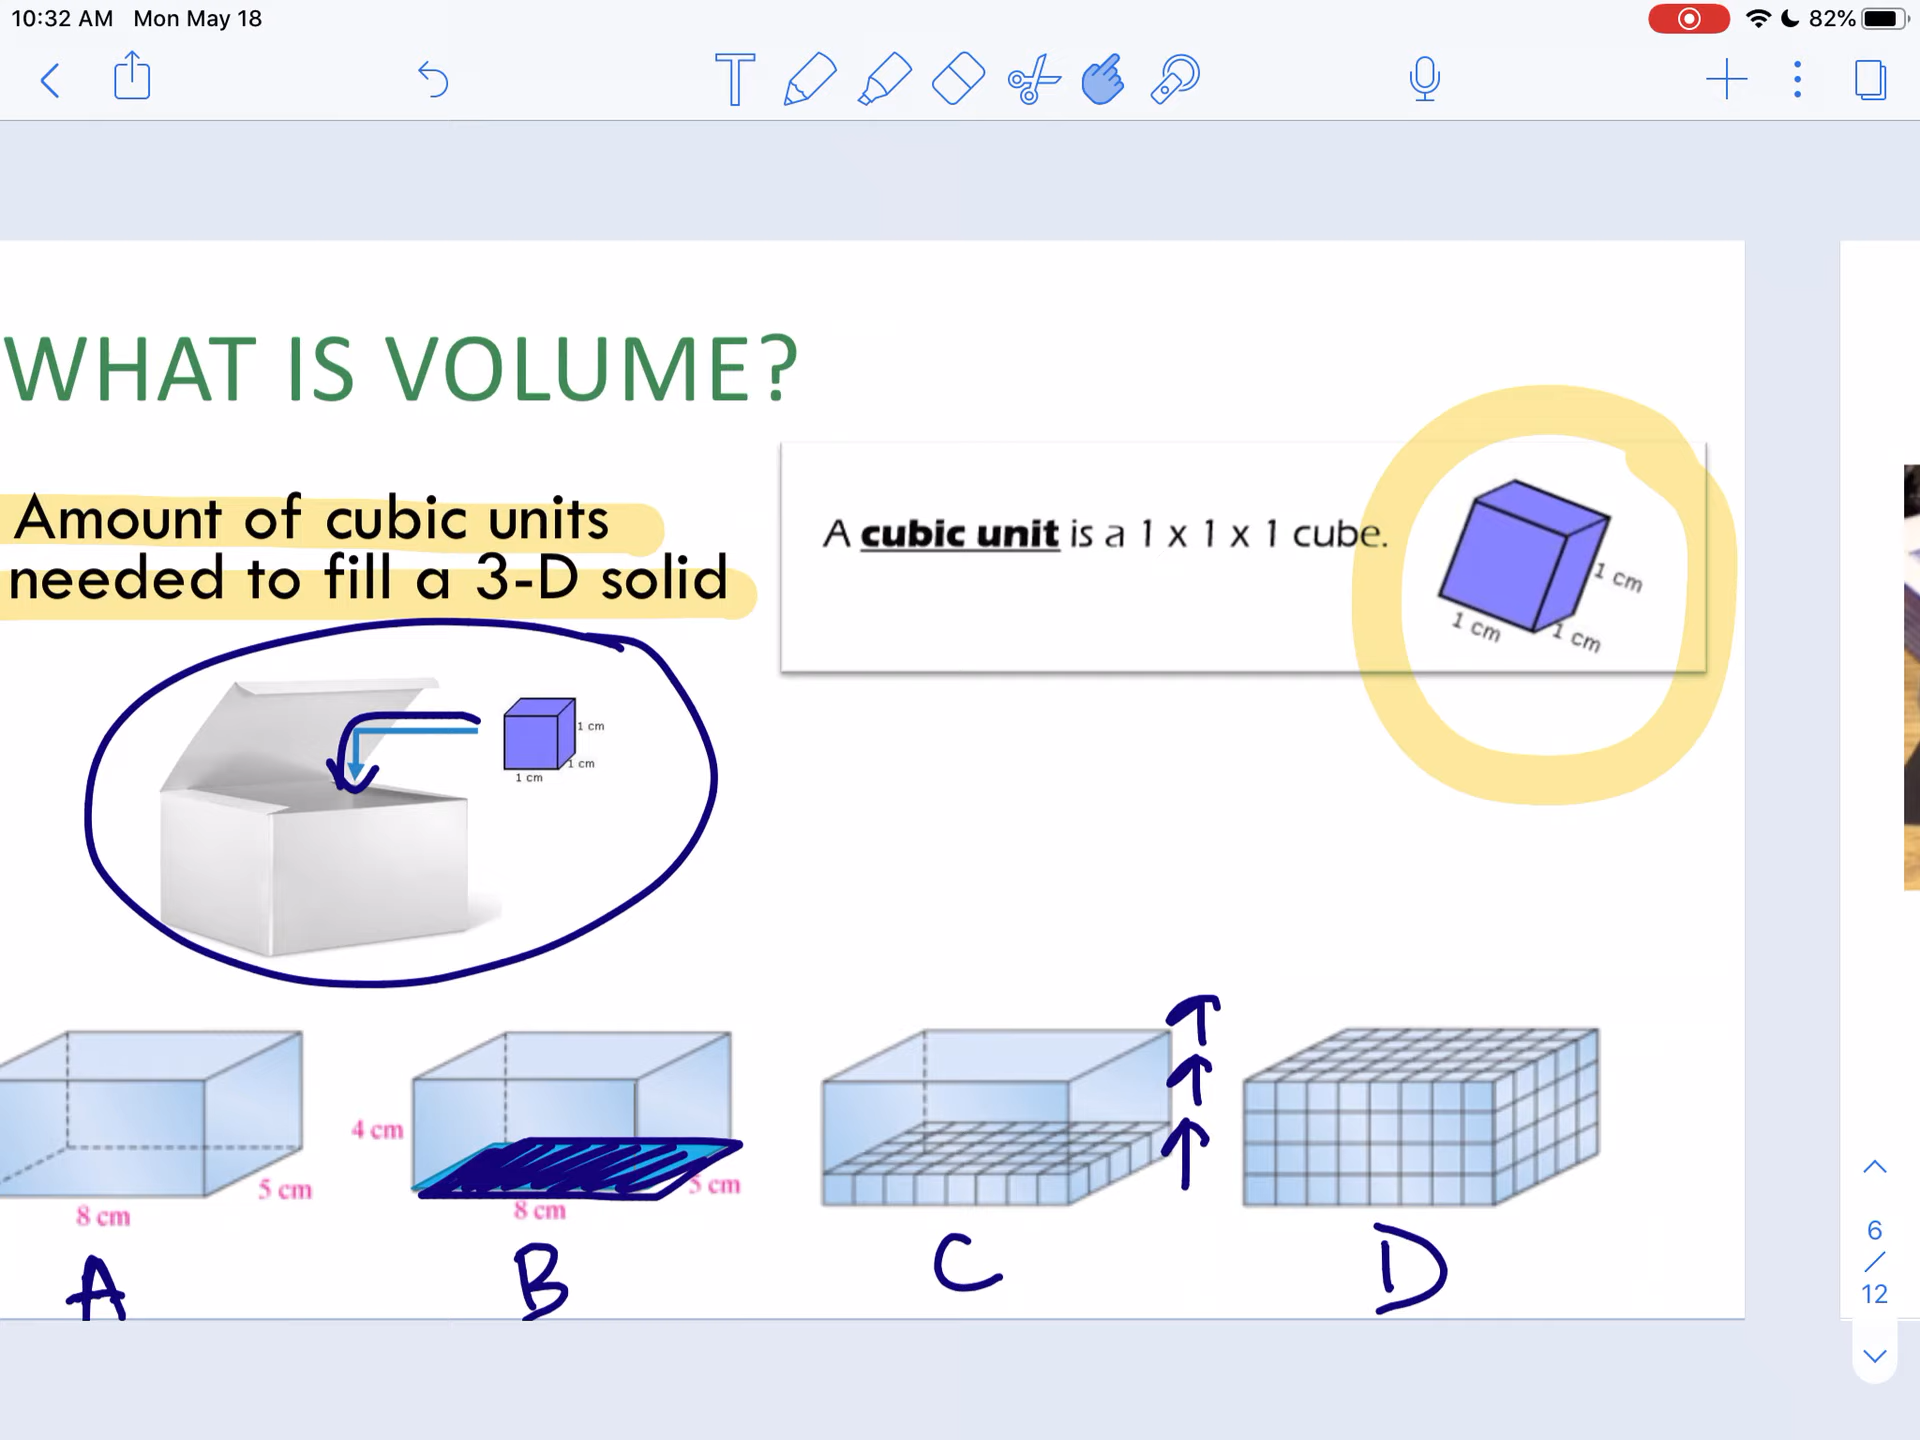 10:32 AM Mon May 18
82%
WHAT IS VOLUME?
Amount of cubic units
needed to fill a 3-D solid
A cubic unit is a 1 x 1 x 1 cube.
1 cm
1 cm
1 cm
1 cm
1 cm
1 cm
5 cm
8 cm
4 cm
5 cm
8 cm
A
B
C
D
6
/
12